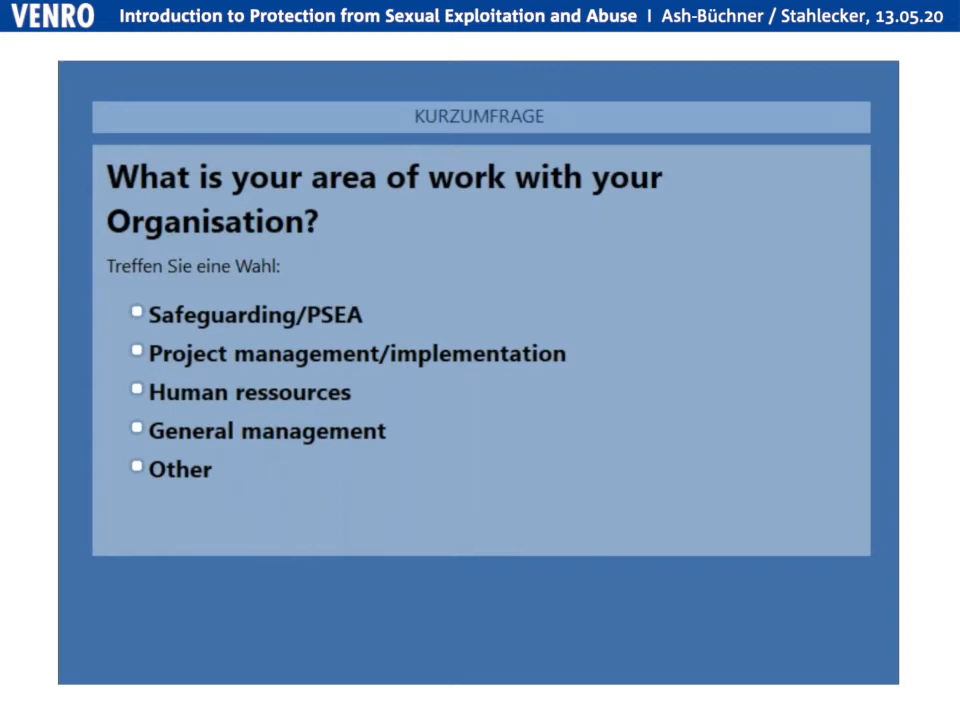 VENRO Introduction to Protection from Sexual Exploitation and Abuse I Ash-Büchner / Stahlecker, 13.05.20
KURZUMFRAGE
What is your area of work with your
Organisation?
Treffen Sie eine Wahl:
Safeguarding/PSEA
Project management/implementation
Human ressources
General management
Other